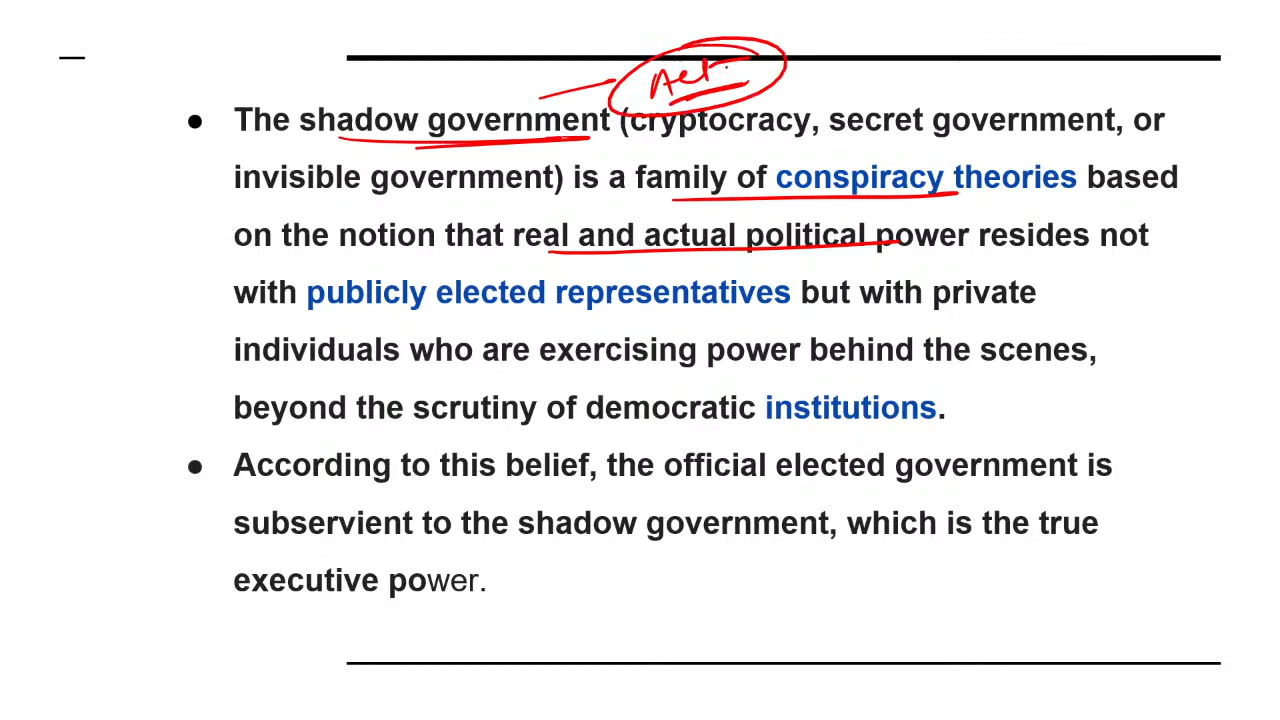 ● The shadow government (cryptocracy, secret government, or
invisible government) is a family of conspiracy theories based
on the notion that real and actual political power resides not
with publicly elected representatives but with private
individuals who are exercising power behind the scenes,
beyond the scrutiny of democratic institutions.
● According to this belief, the official elected government is
subservient to the shadow government, which is the true
executive power.